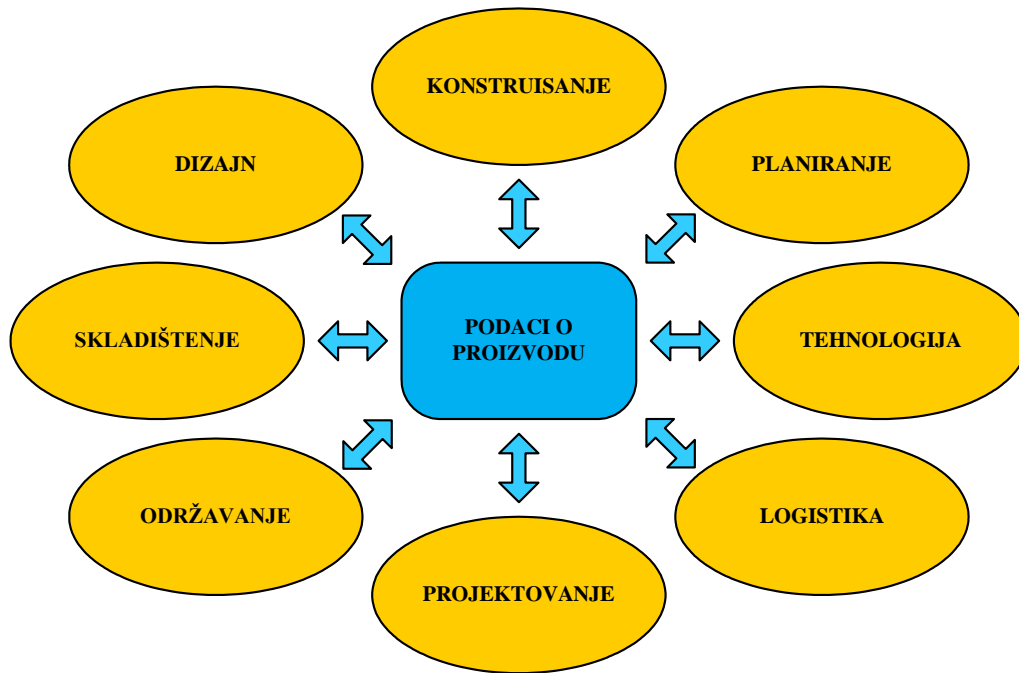 KONSTRUISANJE
DIZAJN
PLANIRANJE
SKLADIŠTENJE
PODACI O
PROIZVODU
TEHNOLOGIJA
ODRŽAVANJE
LOGISTIKA
PROJEKTOVANJE